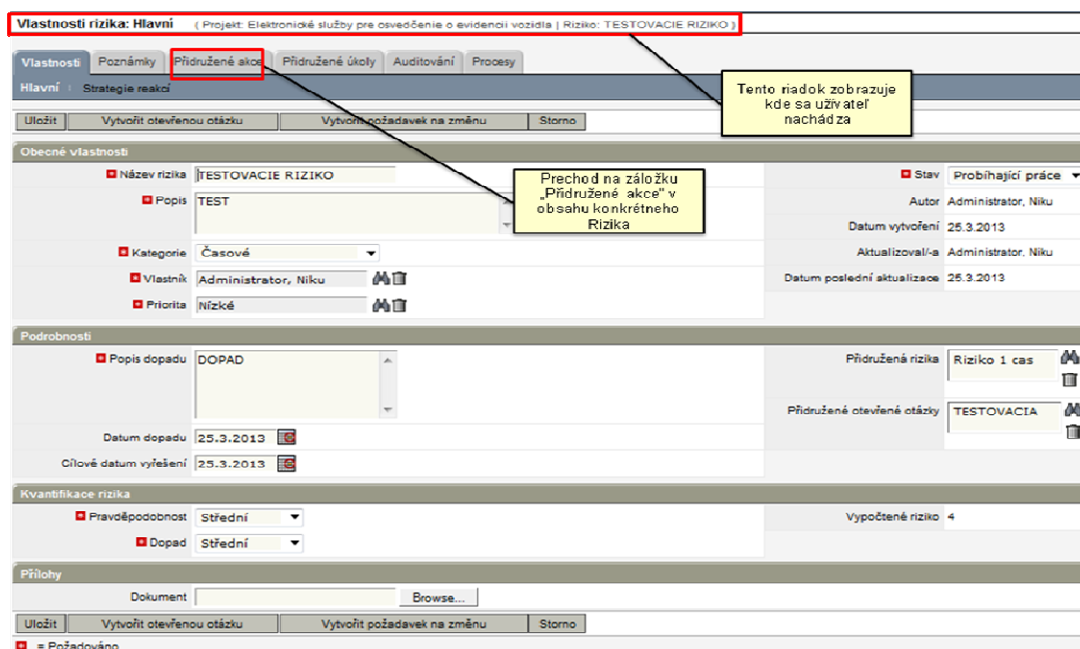 Vlastnosti rizika: Hlavní ( Projekt: Elektronické služby pre osvedčenie o evidencii vozidla | Riziko: TESTOVACIE RIZIKO )
Vlastnosti Poznámky Přidružené akce Přidružené úkoly Auditování Procesy
Hlavní Strategie reakcí
Tento riadok zobrazuje
kde sa užívateľ
nachádza
Uložit Vytvořit otevřenou otázku Vytvořit požadavek na změnu Storno
Obecné vlastnosti
Název rizika TESTOVACIE RIZIKO
Popis TEST
Kategorie Časové
Vlastník Administrator, Niku
Priorita Nízké
Prechod na záložku
„Přidružené akce" v
obsahu konkrétneho
Rizika
Stav Probíhající práce
Autor Administrator, Niku
Datum vytvoření 25.3.2013
Aktualizoval/-a Administrator, Niku
Datum poslední aktualizace 25.3.2013
Podrobnosti
Popis dopadu DOPAD
Datum dopadu 25.3.2013
Cílové datum vyřešení 25.3.2013
Přidružená rizika Riziko 1 cas
Přidružené otevřené otázky TESTOVACIA
Kvantifikace rizika
Pravděpodobnost Střední
Dopad Střední
Vypočtené riziko 4
Přílohy
Dokument Browse...
Uložit Vytvořit otevřenou otázku Vytvořit požadavek na změnu Storno
= Požadováno